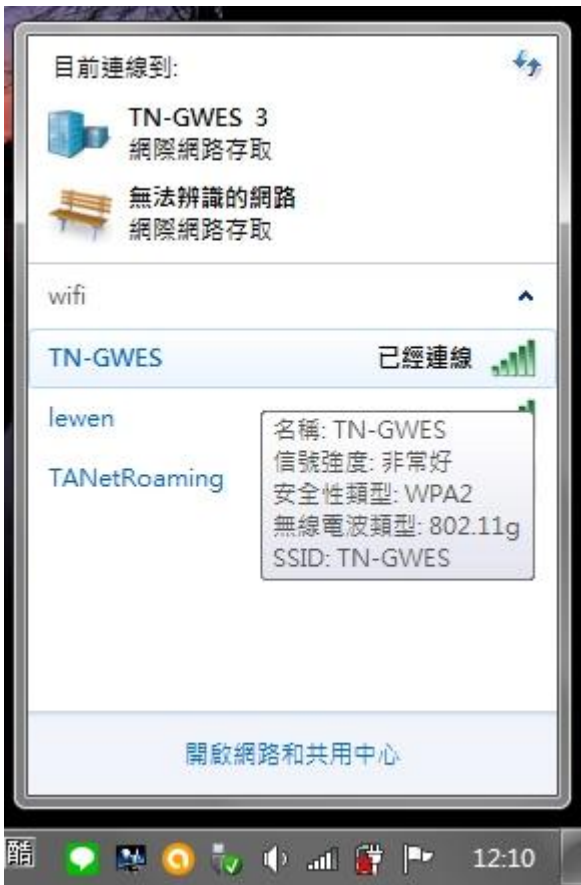 目前連線到:
TN-GWES 3
網際網路存取
無法辨識的網路
網際網路存取
wifi
TN-GWES 已經連線
lewen
TANetRoaming
名稱: TN-GWES
信號強度: 非常好
安全性類型: WPA2
無線電波類型: 802.11g
SSID: TN-GWES
開啟網路和共用中心
酷
12:10